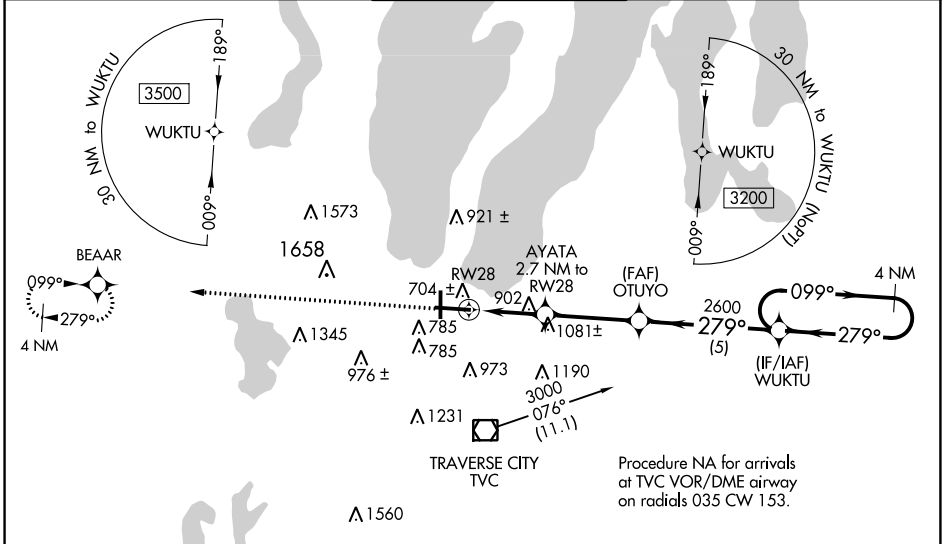 30 NM to WUKTU
189°
3500
WUKTU
009°
30 NM to WUKTU (NoPT)
189°
WUKTU
3200
009°
1573
921 ±
1658
BEAAR
099°
279°
4 NM
704 ±
RW28
902
AYATA
2.7 NM to
RW28
(FAF)
OTUYO
2600
279°
(5)
4 NM
099°
279°
(IF/IAF)
WUKTU
1081±
785
785
1345
976 ±
973
1190
1231
3000
076°
(11.1)
TRAVERSE CITY
TVC
Procedure NA for arrivals
at TVC VOR/DME airway
on radials 035 CW 153.
1560